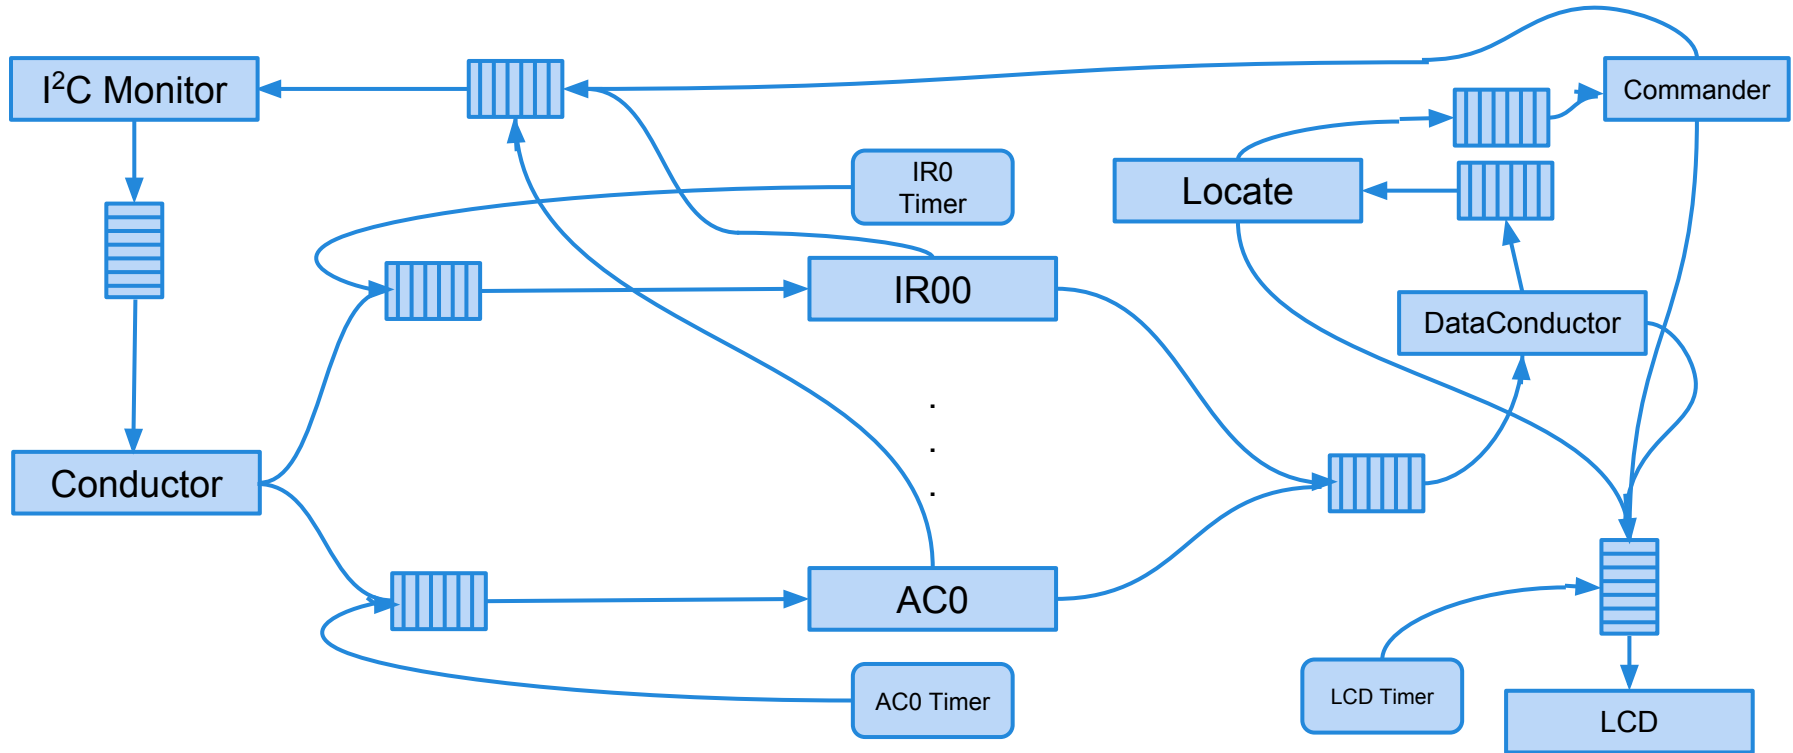 I²C Monitor
Commander
IR0
Timer
Locate
IR00
DataConductor
.
.
.
Conductor
AC0
AC0 Timer
LCD Timer
LCD